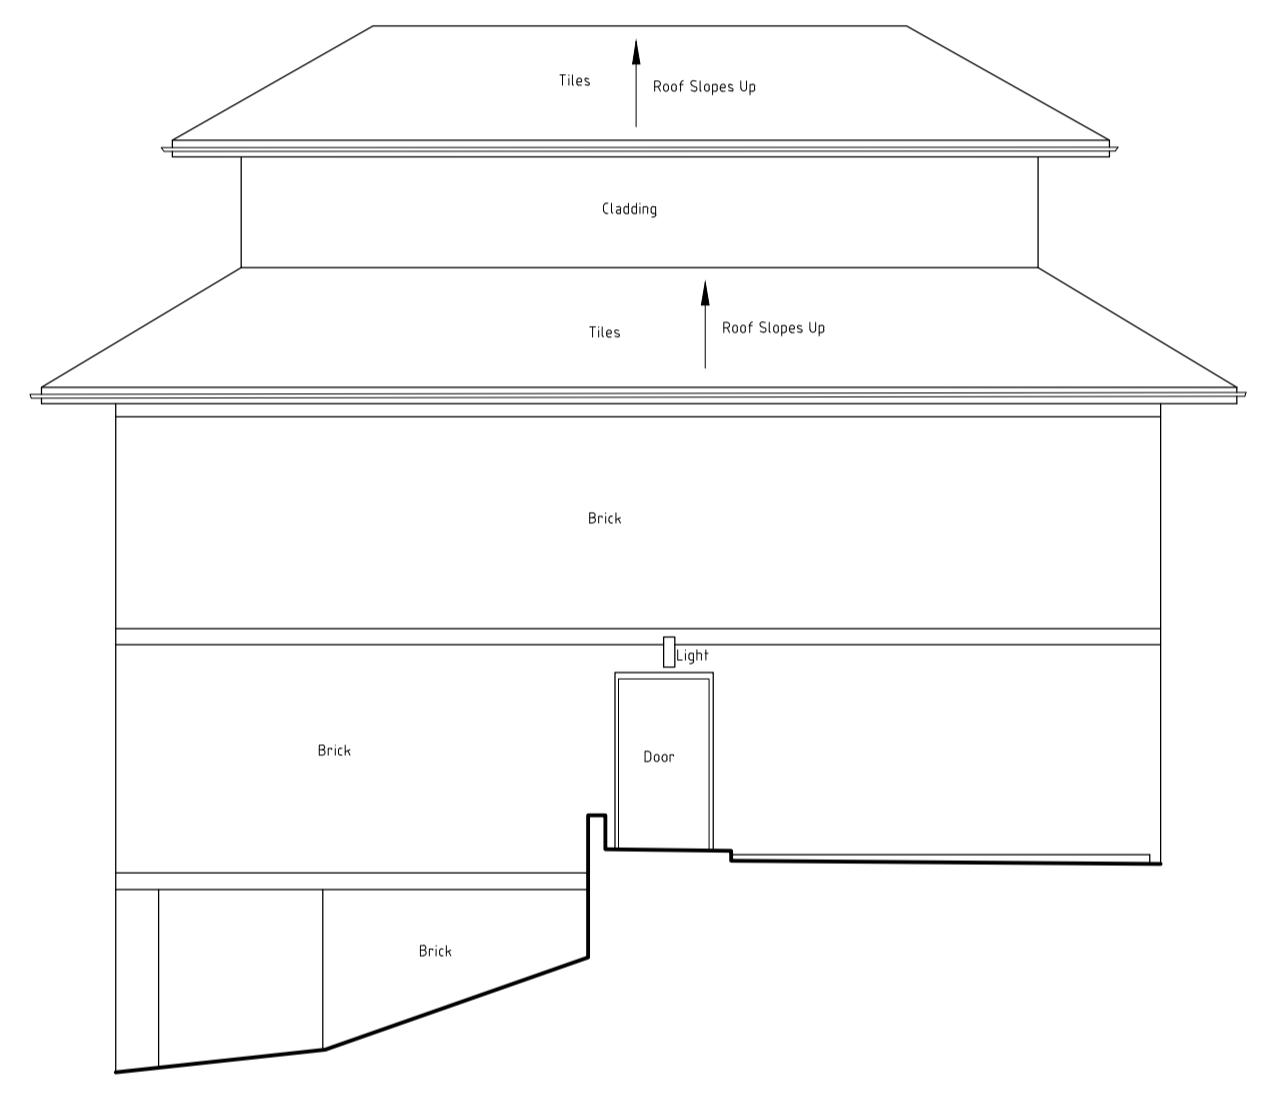 Tiles
Roof Slopes Up
Cladding
Tiles
Roof Slopes Up
Brick
Light
Brick
Door
Brick